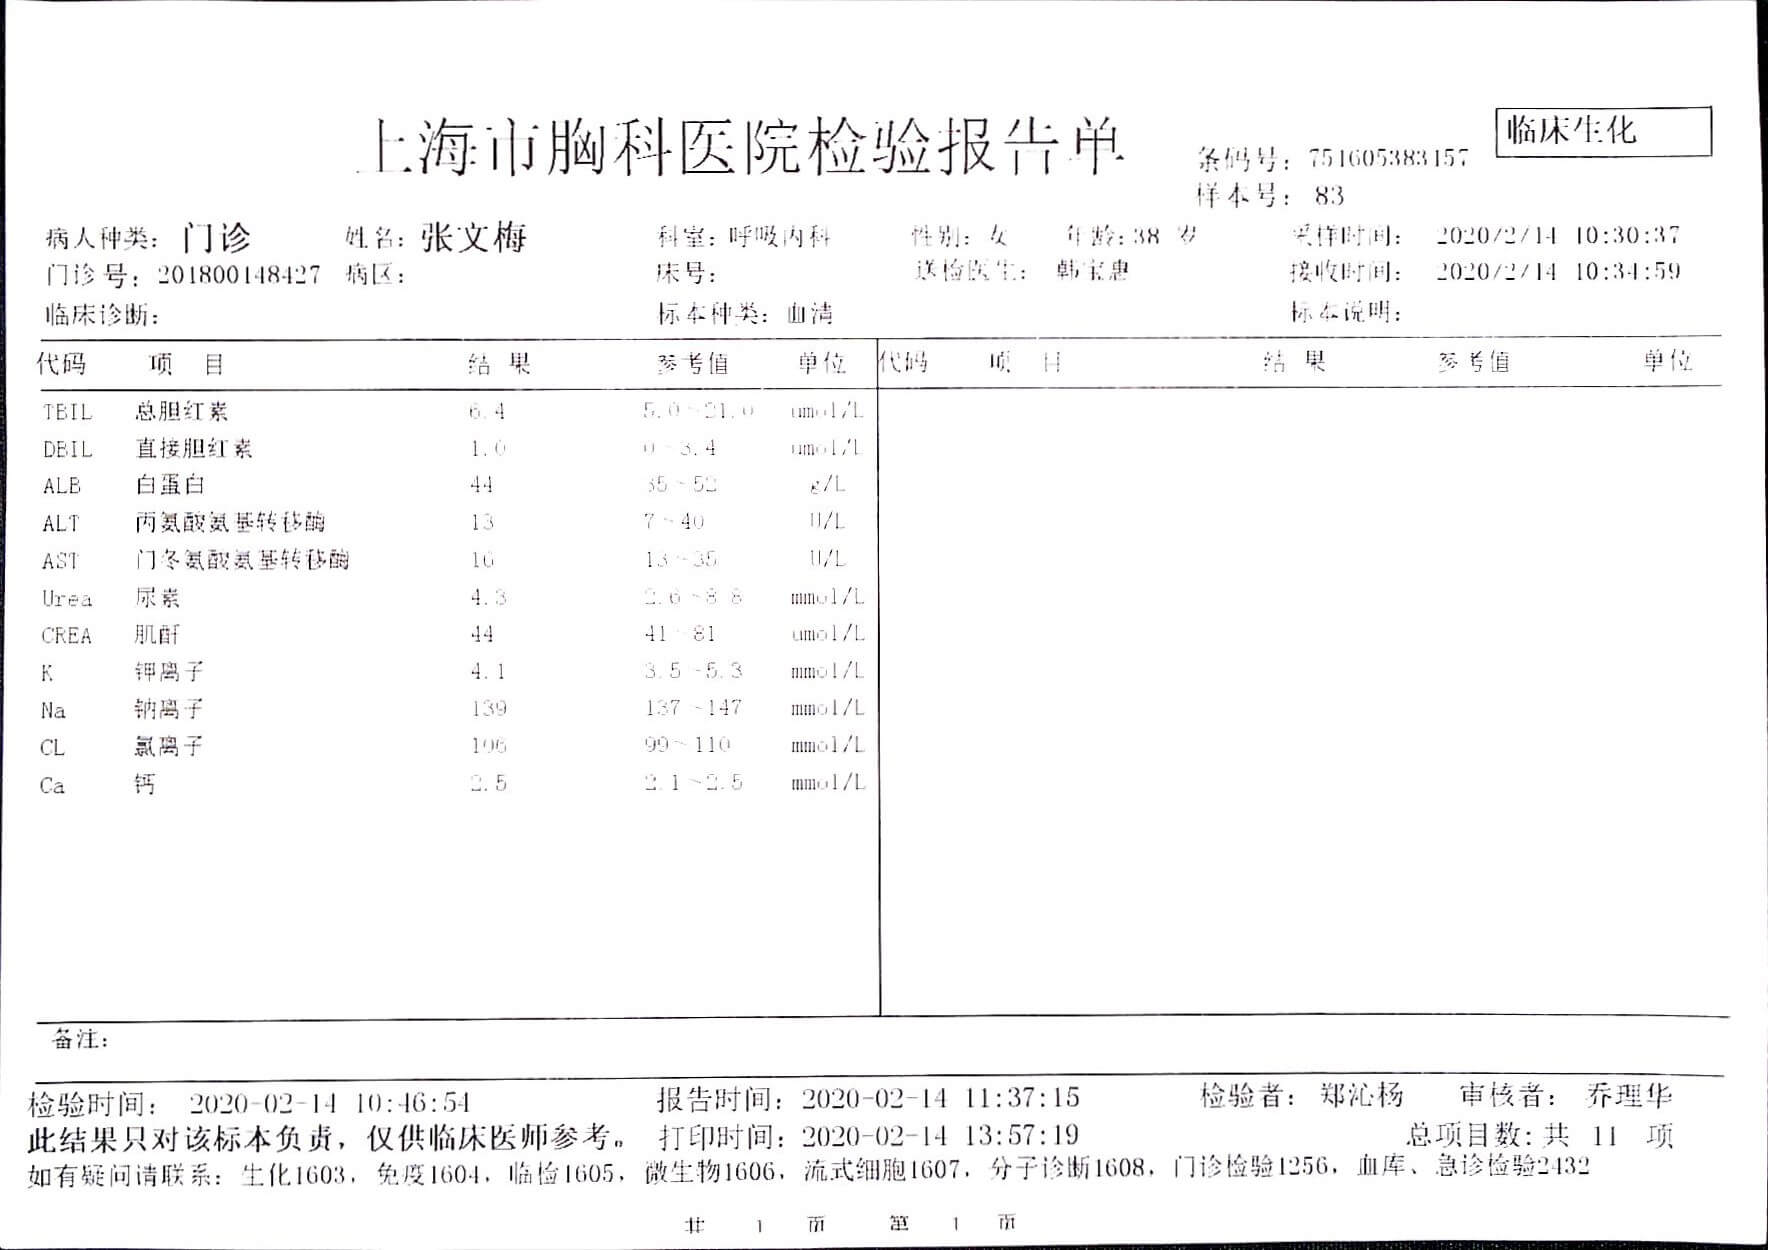 上海市胸科医院检验报告单
临床生化
条码号: 751605383457
样本号: 83
病人种类: 门诊 姓名: 张文梅 科室: 呼吸内科 性别: 女 年龄: 38 岁 采样时间: 2020/2/14 10:30:37
门诊号: 201800148427 病区: 床号: 送检医生: 韩宝惠 接收时间: 2020/2/14 10:34:59
临床诊断: 标本种类: 血清 标本说明:
代码 项 目 结 果 参考值 单位 代码 项 目 结 果 参考值 单位
TBIL 总胆红素 6.4 5.0~21.0 umol/L
DBIL 直接胆红素 1.0 0~3.4 umol/L
ALB 白蛋白 44 35~52 g/L
ALT 丙氨酸氨基转移酶 13 7~40 U/L
AST 门冬氨酸氨基转移酶 16 13~35 U/L
Urea 尿素 4.3 2.6~8.8 mmol/L
CREA 肌酐 44 41~81 umol/L
K 钾离子 4.1 3.5~5.3 mmol/L
Na 钠离子 139 137~147 mmol/L
CL 氯离子 106 99~110 mmol/L
Ca 钙 2.5 2.1~2.5 mmol/L
备注:
检验时间: 2020-02-14 10:46:54 报告时间: 2020-02-14 11:37:15 检验者: 郑沁杨 审核者: 乔理华
此结果只对该标本负责，仅供临床医师参考。 打印时间: 2020-02-14 13:57:19 总项目数: 共 11 项
如有疑问请联系: 生化1603, 免疫1604, 临检1605, 微生物1606, 流式细胞1607, 分子诊断1608, 门诊检验1256, 血库、急诊检验2432
共 1 页 第 1 页